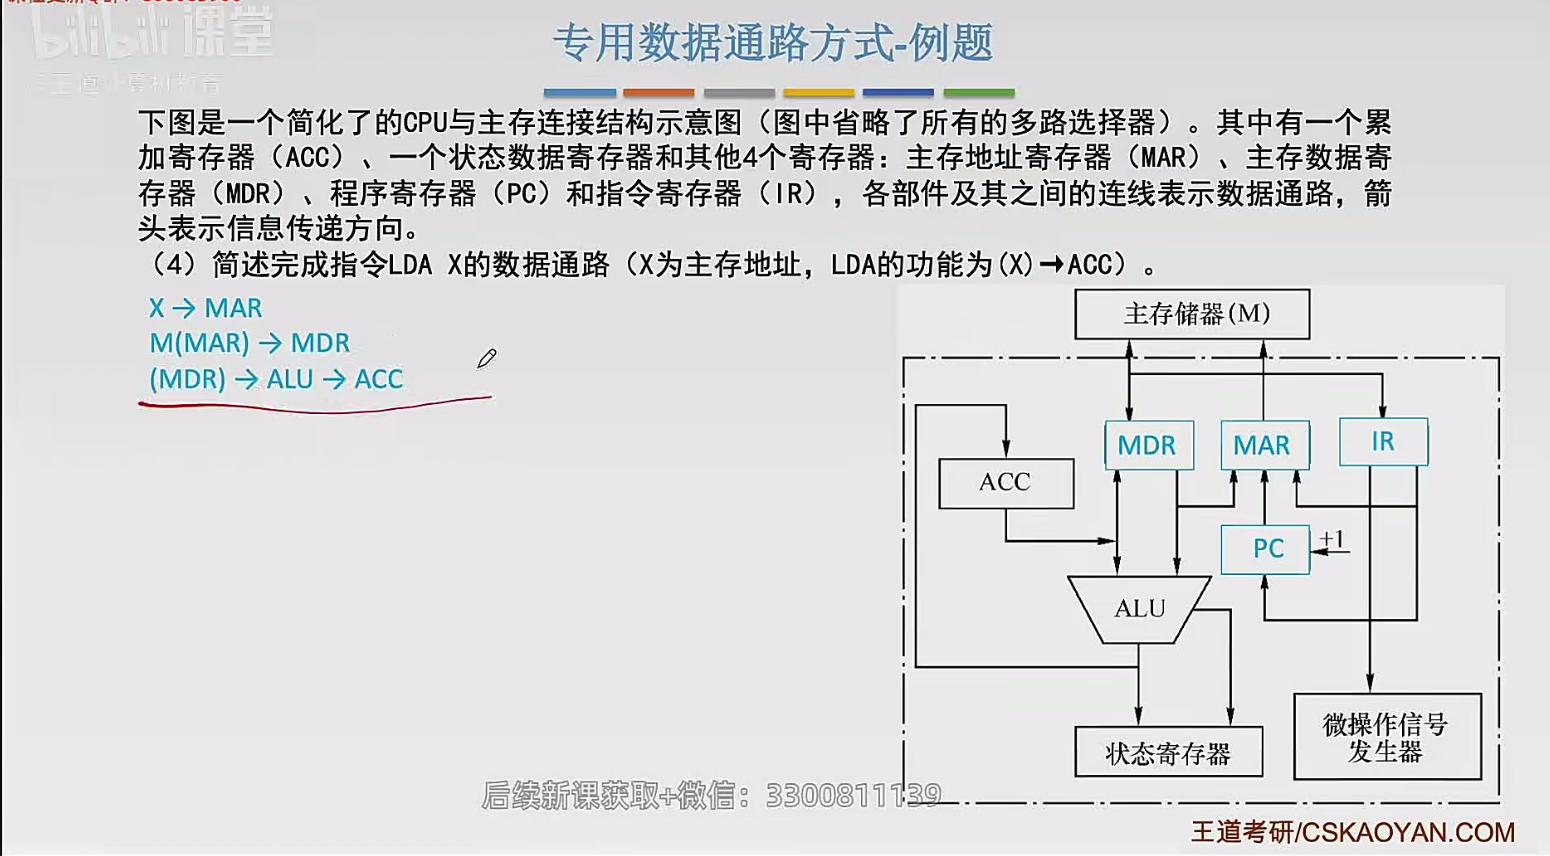 bilibili课堂
专用数据通路方式-例题
下图是一个简化了的CPU与主存连接结构示意图（图中省略了所有的多路选择器）。其中有一个累
加寄存器（ACC）、一个状态数据寄存器和其他4个寄存器：主存地址寄存器（MAR）、主存数据寄
存器（MDR）、程序寄存器（PC）和指令寄存器（IR），各部件及其之间的连线表示数据通路，箭
头表示信息传递方向。
（4）简述完成指令LDA X的数据通路（X为主存地址，LDA的功能为(X)→ACC）。
X → MAR
M(MAR) → MDR
(MDR) → ALU → ACC
主存储器(M)
MDR
MAR
IR
ACC
PC
+1
ALU
状态寄存器
微操作信号
发生器
后续新课获取+微信：3300811139
王道考研/CSKAOYAN.COM